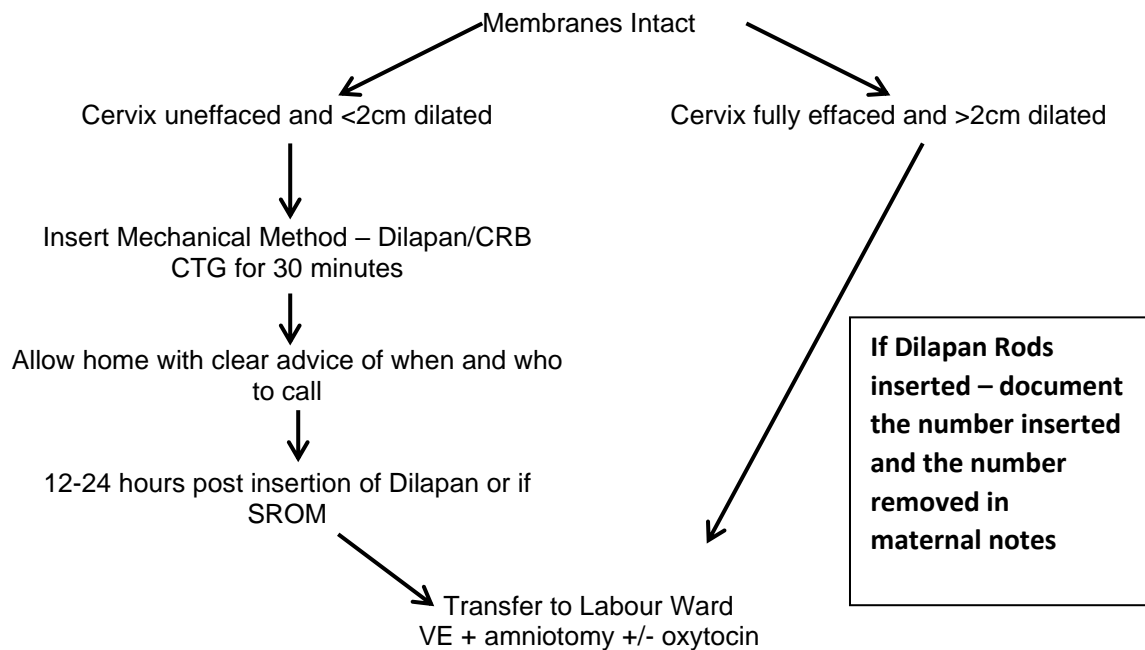 Membranes Intact
Cervix uneffaced and <2cm dilated
Cervix fully effaced and >2cm dilated
Insert Mechanical Method – Dilapan/CRB
CTG for 30 minutes
Allow home with clear advice of when and who
to call
12-24 hours post insertion of Dilapan or if
SROM
If Dilapan Rods
inserted – document
the number inserted
and the number
removed in
maternal notes
Transfer to Labour Ward
VE + amniotomy +/- oxytocin